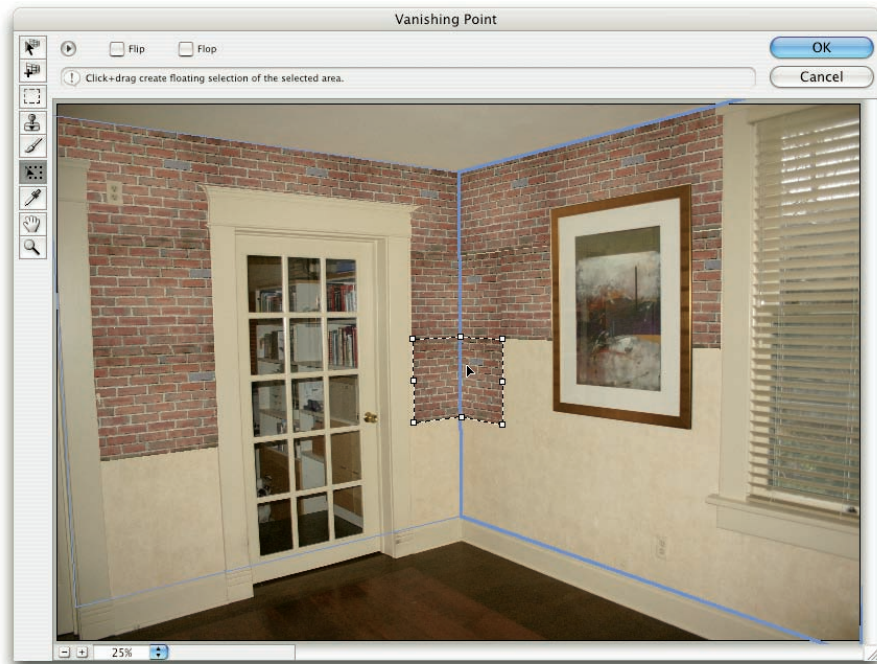 Vanishing Point
Flip
Flop
OK
Click+drag create floating selection of the selected area.
Cancel
25%